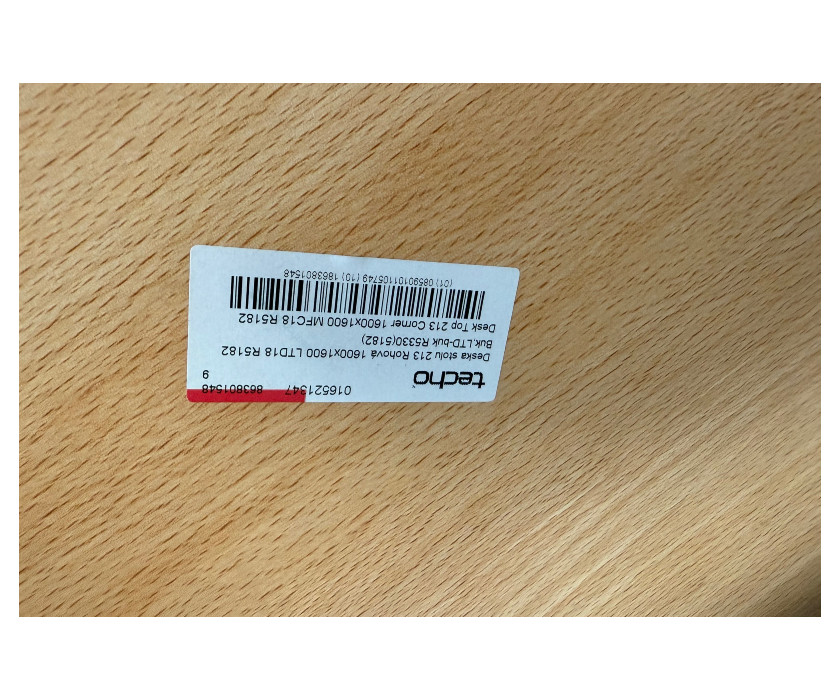 016521347 863801548
techo 9
Deska stolu 213 Rohová 1600x1600 LTD18 R5182
Buk.LTD-buk R5330(5182)
Desk Top 213 Corner 1600x1600 MFC18 R5182
(01) 08590101105749 (10) 1863801548